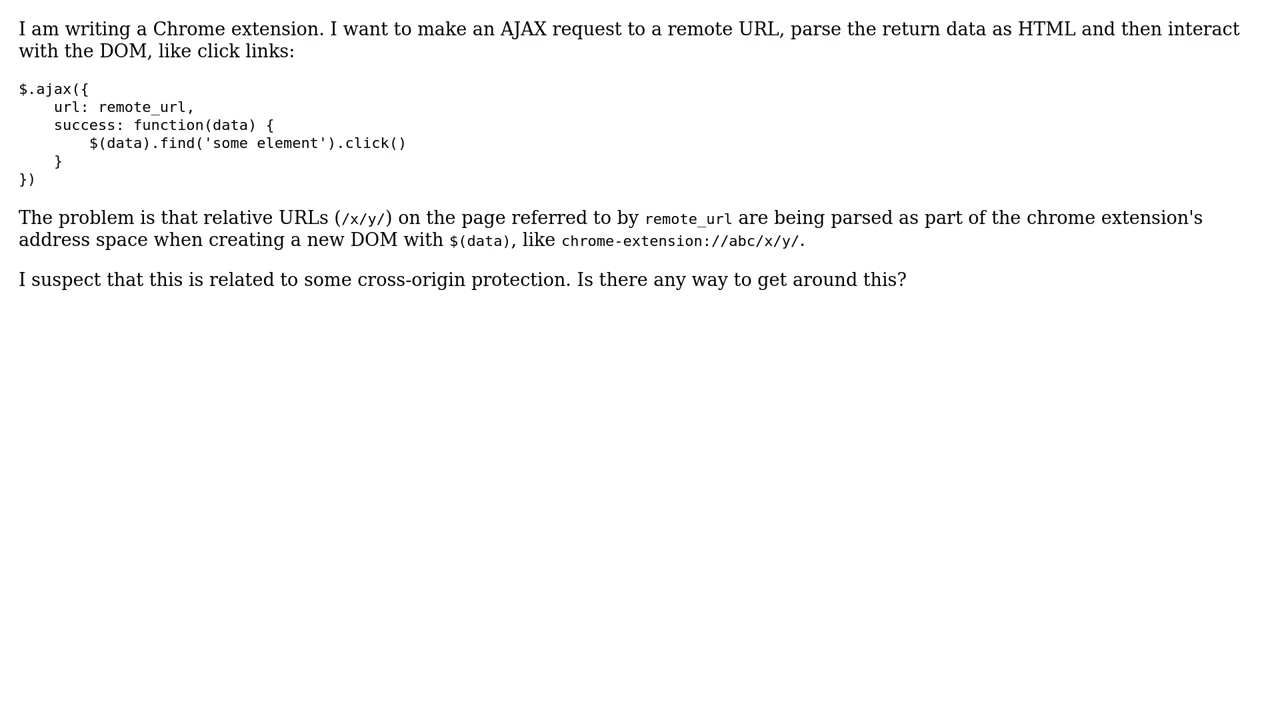 I am writing a Chrome extension. I want to make an AJAX request to a remote URL, parse the return data as HTML and then interact
with the DOM, like click links:
$.ajax({
    url: remote_url,
    success: function(data) {
        $(data).find('some element').click()
    }
})
The problem is that relative URLs (/x/y/) on the page referred to by remote_url are being parsed as part of the chrome extension's
address space when creating a new DOM with $(data), like chrome-extension://abc/x/y/.
I suspect that this is related to some cross-origin protection. Is there any way to get around this?